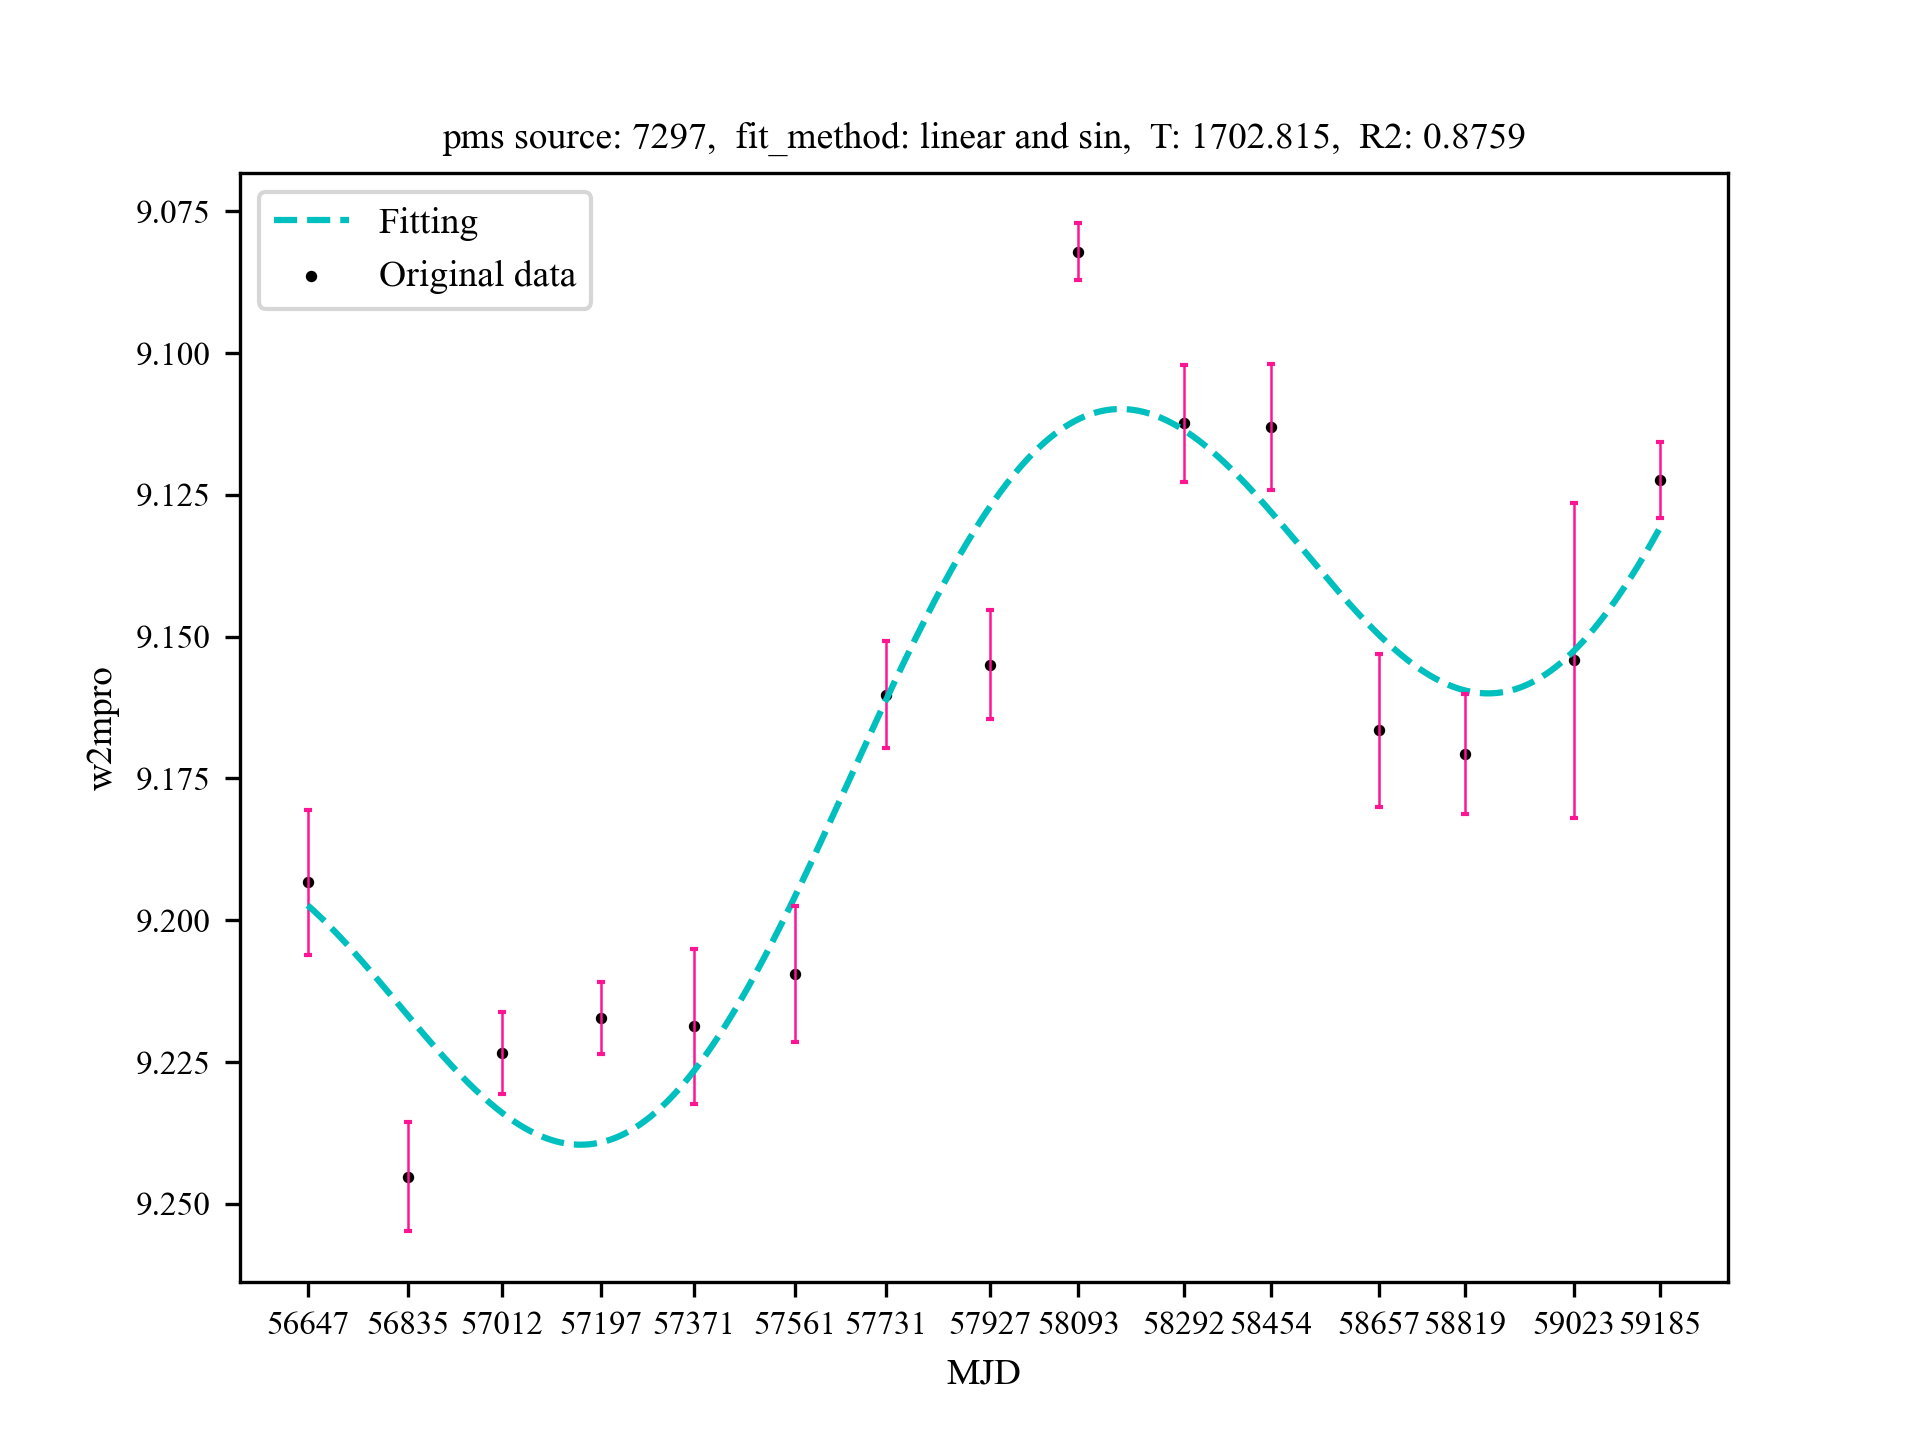 pms source: 7297,  fit_method: linear and sin,  T: 1702.815,  R2: 0.8759
Fitting
Original data
9.075
9.100
9.125
9.150
9.175
9.200
9.225
9.250
w2mpro
56647 56835 57012 57197 57371 57561 57731 57927 58093 58292 58454 58657 58819 59023 59185
MJD